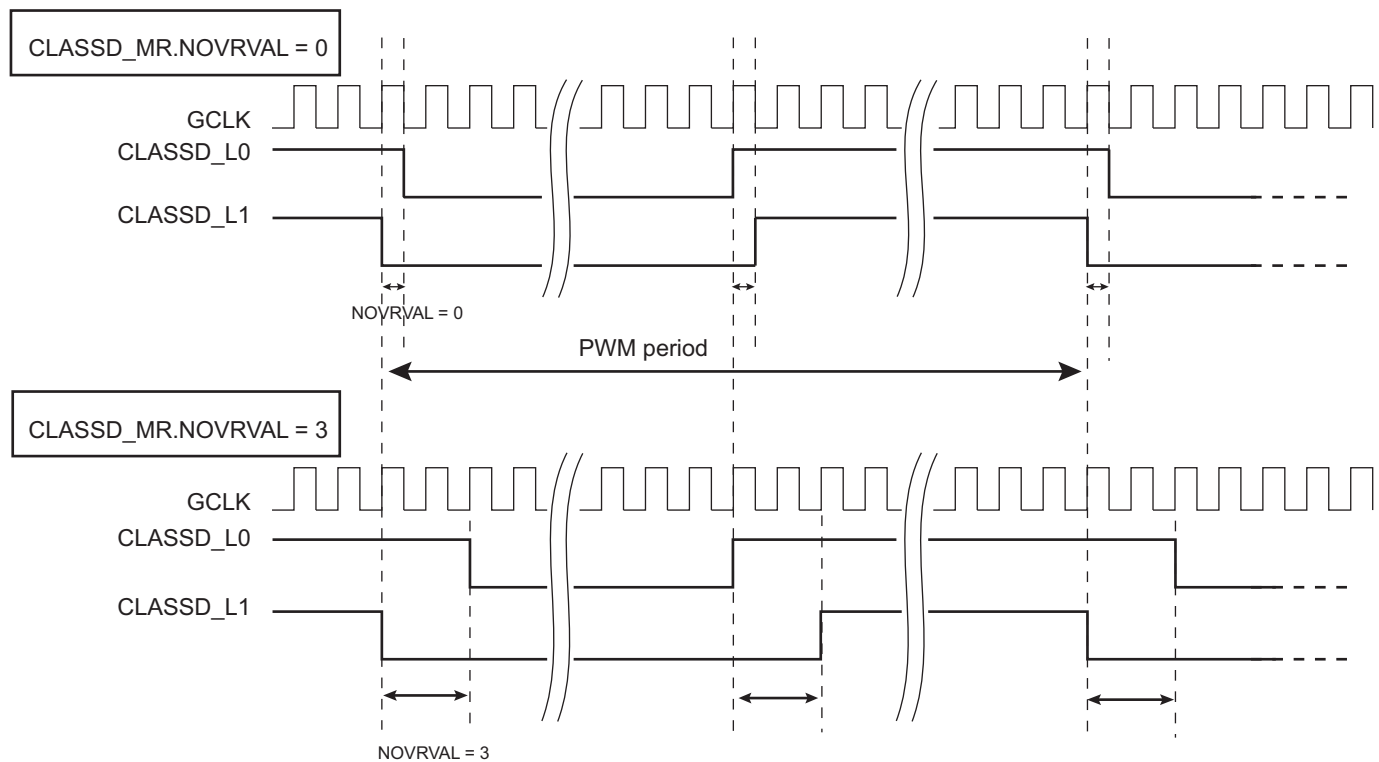 CLASSD_MR.NOVRVAL = 0
GCLK
CLASSD_L0
CLASSD_L1
NOVRVAL = 0
PWM period
CLASSD_MR.NOVRVAL = 3
GCLK
CLASSD_L0
CLASSD_L1
NOVRVAL = 3